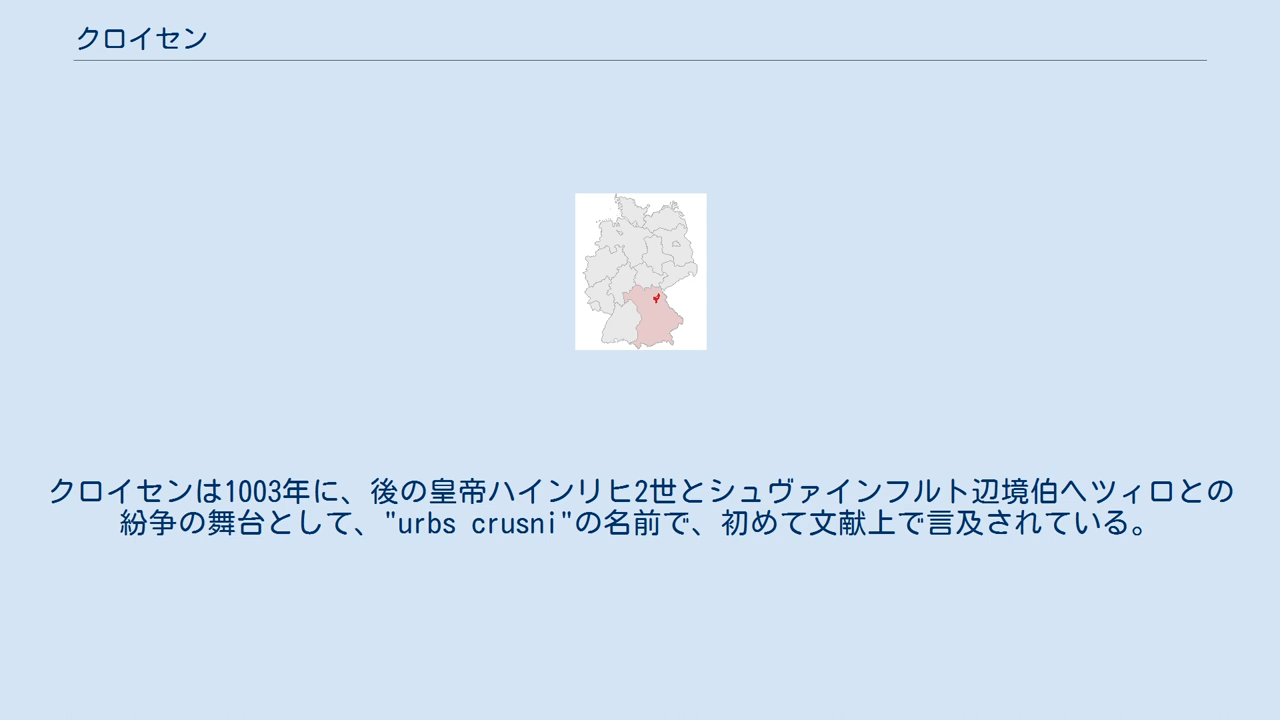 クロイセン
クロイセンは1003年に、後の皇帝ハインリヒ2世とシュヴァインフルト辺境伯ヘツィロとの
紛争の舞台として、"urbs crusni"の名前で、初めて文献上で言及されている。